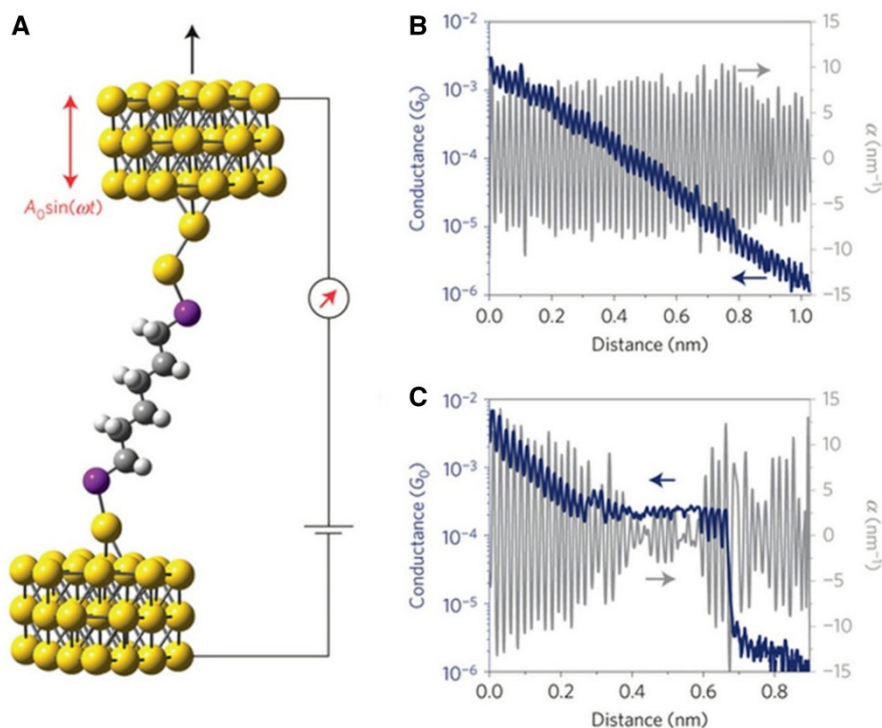 A
A₀sin(ωt)
B
Conductance (G₀)
10⁻²
10⁻³
10⁻⁴
10⁻⁵
10⁻⁶
15
10
5
0
−5
−10
−15
α (nm⁻¹)
0.0 0.2 0.4 0.6 0.8 1.0
Distance (nm)
C
Conductance (G₀)
10⁻²
10⁻³
10⁻⁴
10⁻⁵
10⁻⁶
15
10
5
0
−5
−10
−15
α (nm⁻¹)
0.0 0.2 0.4 0.6 0.8
Distance (nm)